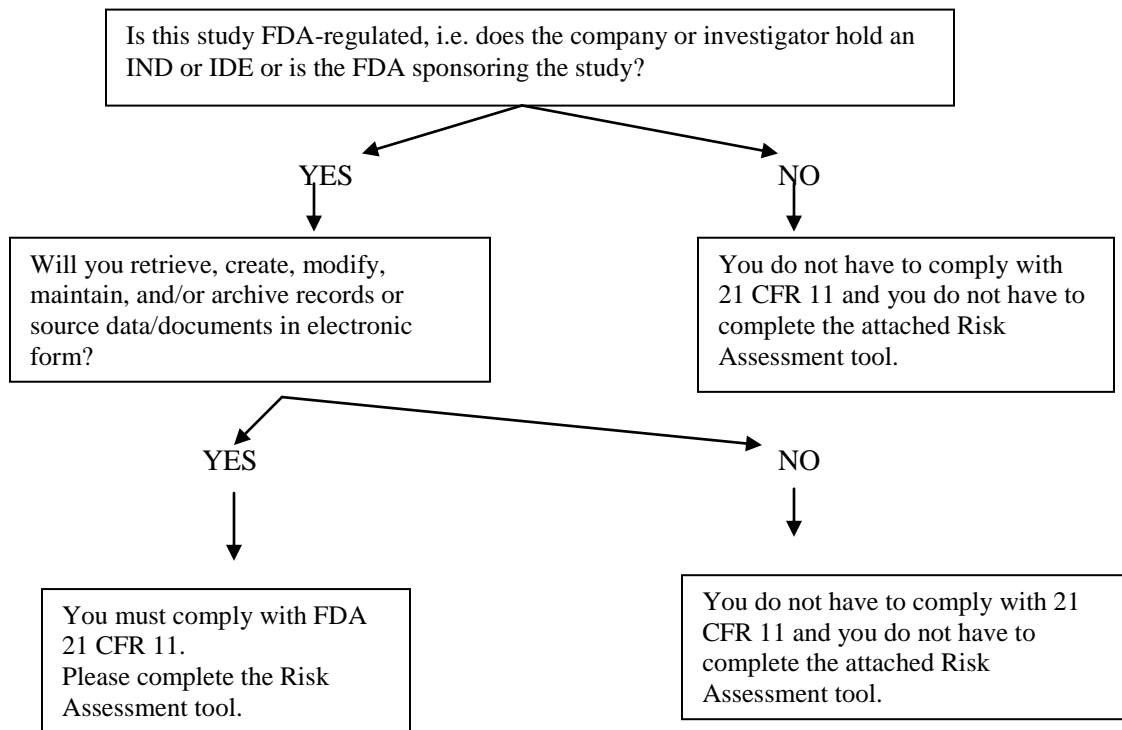 Is this study FDA-regulated, i.e. does the company or investigator hold an
IND or IDE or is the FDA sponsoring the study?
YES
NO
Will you retrieve, create, modify,
maintain, and/or archive records or
source data/documents in electronic
form?
You do not have to comply with
21 CFR 11 and you do not have to
complete the attached Risk
Assessment tool.
YES
NO
You must comply with FDA
21 CFR 11.
Please complete the Risk
Assessment tool.
You do not have to comply with 21
CFR 11 and you do not have to
complete the attached Risk
Assessment tool.